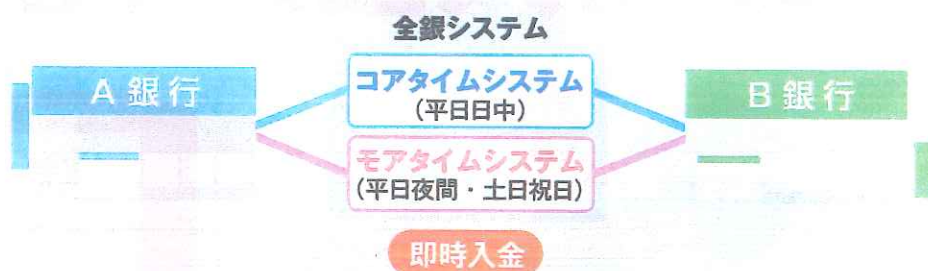 全銀システム
A 銀 行
コアタイムシステム
(平日日中)
B 銀 行
モアタイムシステム
(平日夜間・土日祝日)
即時入金